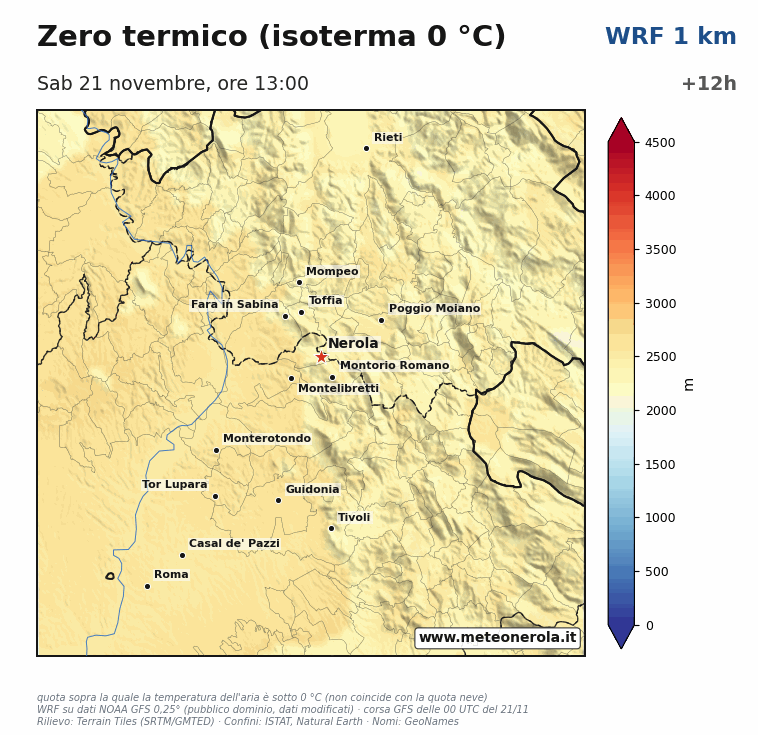 Zero termico (isoterma 0 °C)
WRF 1 km
Sab 21 novembre, ore 13:00
+12h
Rieti
Mompeo
Fara in Sabina
Toffia
Poggio Moiano
Nerola
Montorio Romano
Montelibretti
Monterotondo
Tor Lupara
Guidonia
Tivoli
Casal de' Pazzi
Roma
www.meteonerola.it
4500
4000
3500
3000
2500
2000
1500
1000
500
0
m
quota sopra la quale la temperatura dell'aria è sotto 0 °C (non coincide con la quota neve)
WRF su dati NOAA GFS 0,25° (pubblico dominio, dati modificati) · corsa GFS delle 00 UTC del 21/11
Rilievo: Terrain Tiles (SRTM/GMTED) · Confini: ISTAT, Natural Earth · Nomi: GeoNames